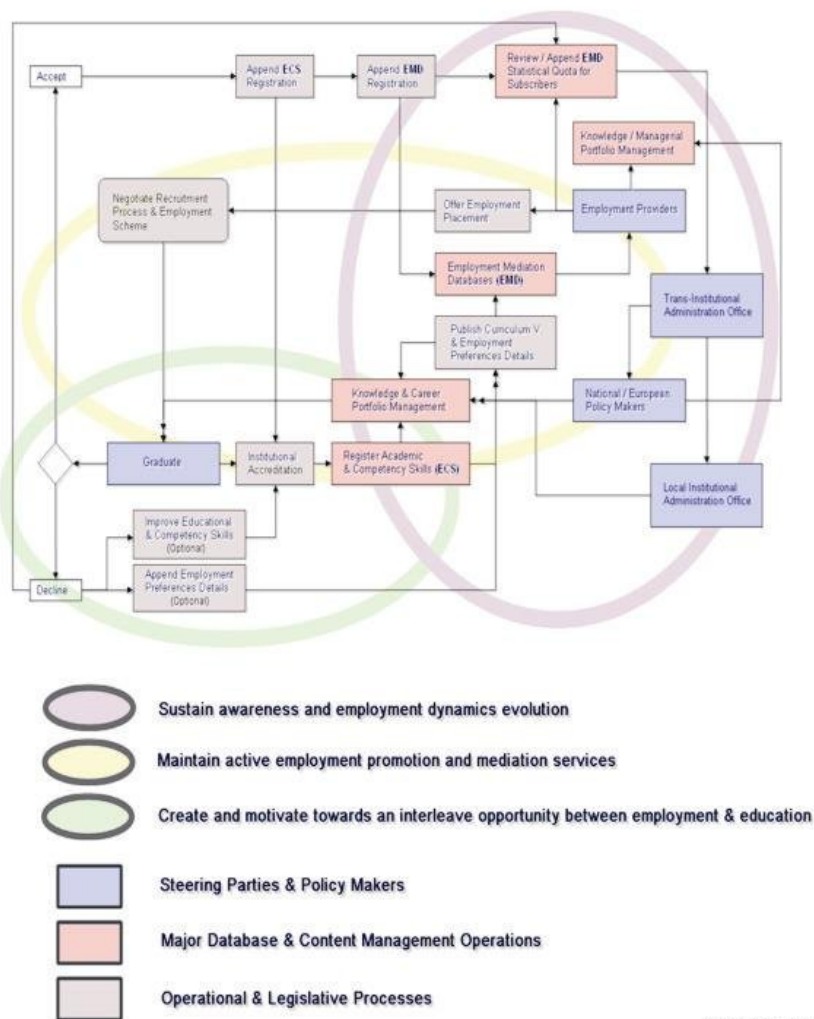 Accept
Append ECS
Registration
Append EMD
Registration
Review / Append EMD
Statistical Quota for
Subscribers
Knowledge / Managerial
Portfolio Management
Negotiate Recruitment
Process & Employment
Scheme
Offer Employment
Placement
Employment Providers
Employment Mediation
Databases (EMD)
Trans-Institutional
Administration Office
Publish Curriculum V
& Employment
Preferences Details
Knowledge & Career
Portfolio Management
National / European
Policy Makers
Graduate
Institutional
Accreditation
Register Academic
& Competency Skills (ECS)
Local Institutional
Administration Office
Improve Educational
& Competency Skills
(Optional)
Decline
Append Employment
Preferences Details
(Optional)
Sustain awareness and employment dynamics evolution
Maintain active employment promotion and mediation services
Create and motivate towards an interleave opportunity between employment & education
Steering Parties & Policy Makers
Major Database & Content Management Operations
Operational & Legislative Processes